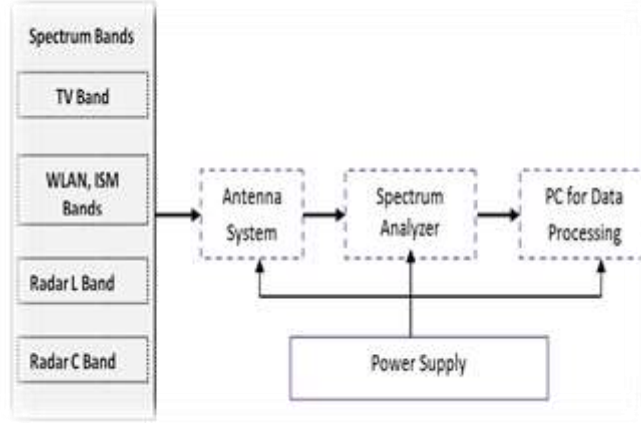 Spectrum Bands
TV Band
WLAN, ISM
Bands
Radar L Band
Radar C Band
Antenna
System
Spectrum
Analyzer
PC for Data
Processing
Power Supply